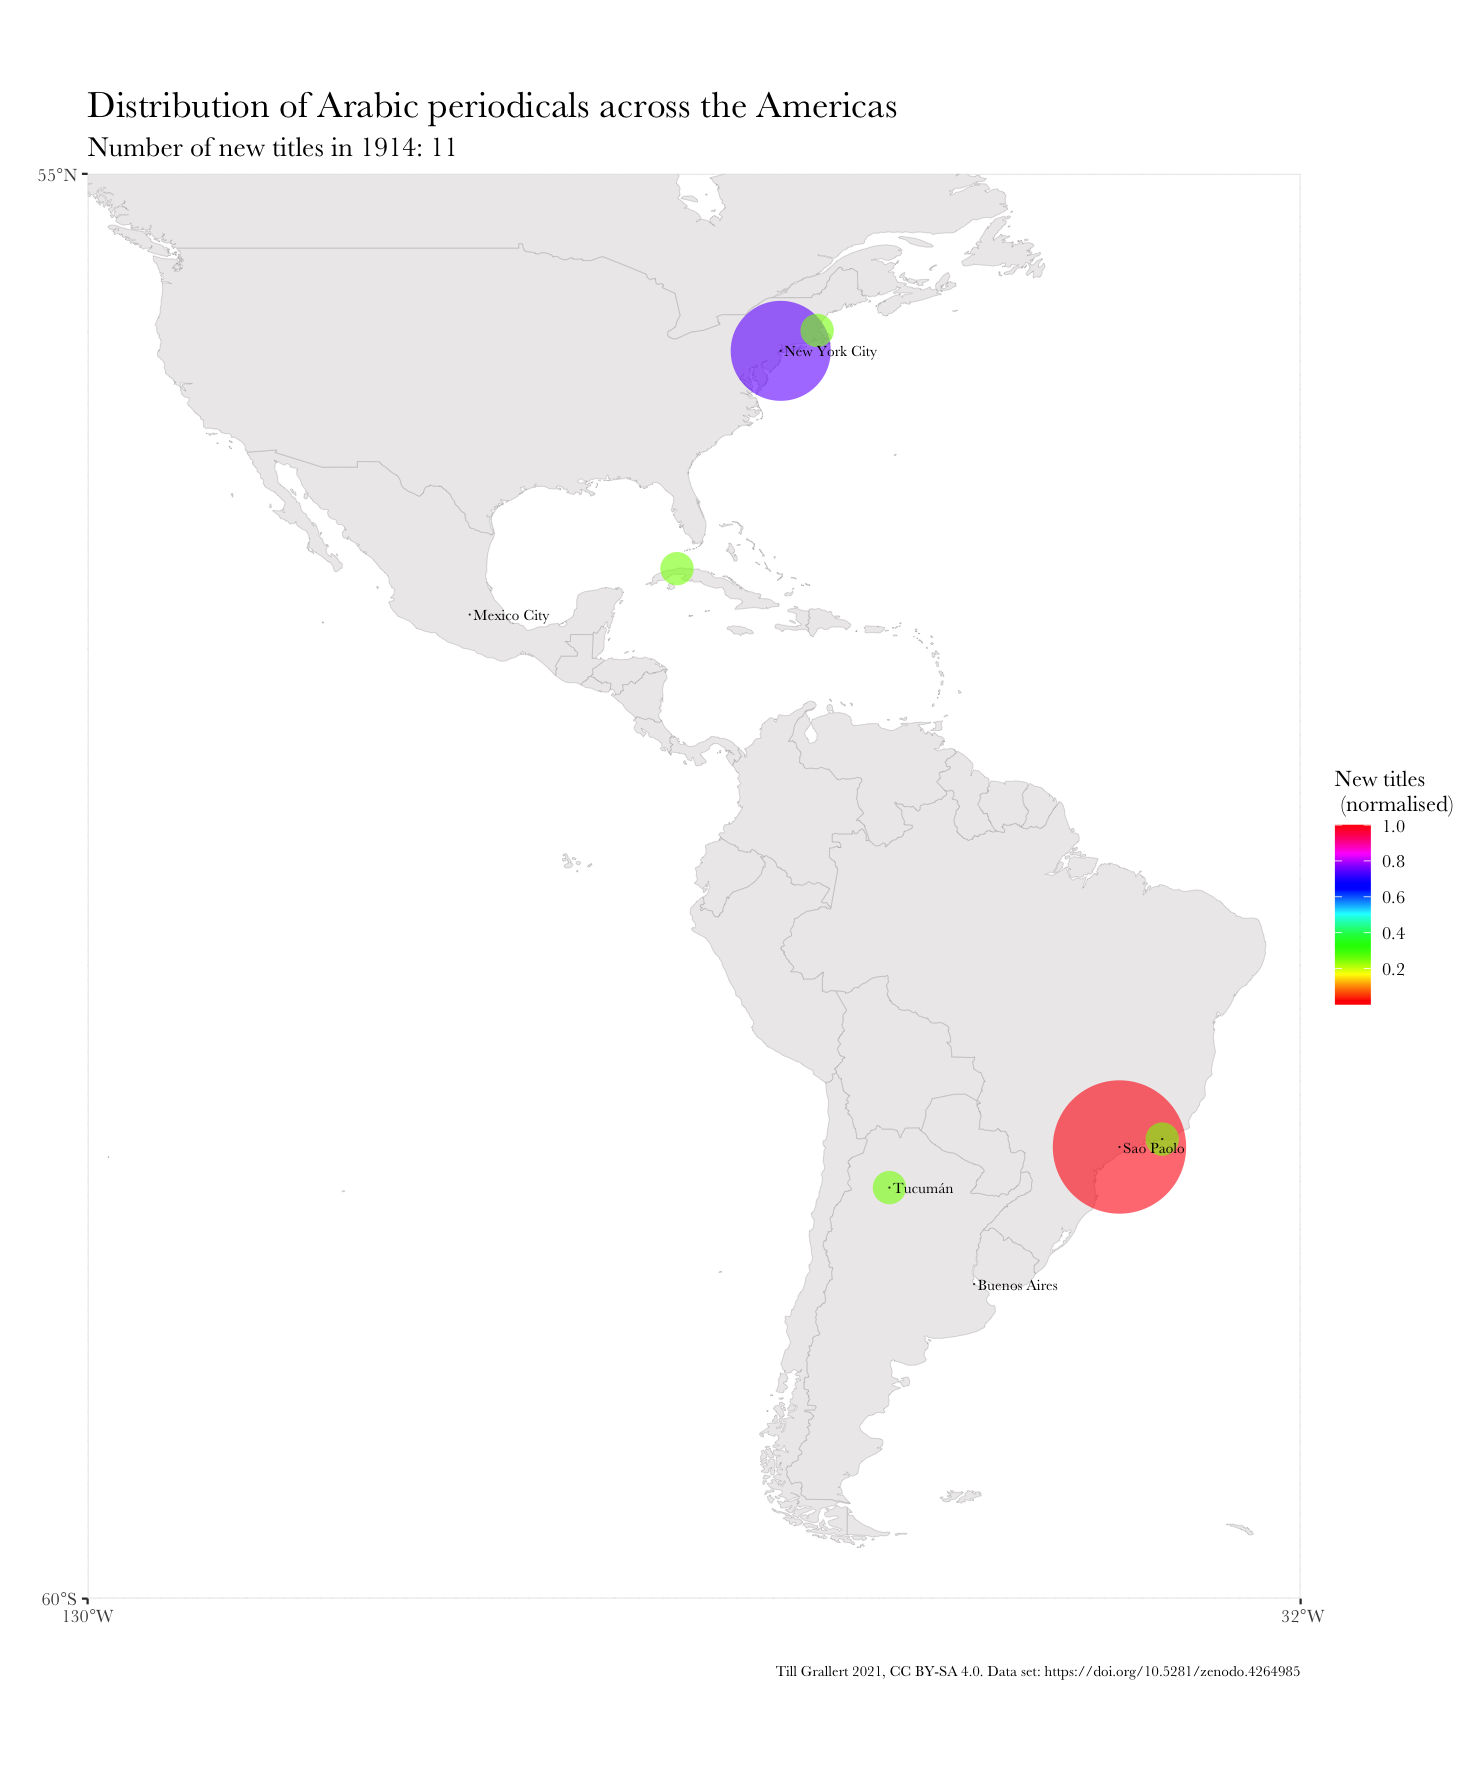 Distribution of Arabic periodicals across the Americas
Number of new titles in 1914: 11
55°N
New York City
Mexico City
New titles
(normalised)
1.0
0.8
0.6
0.4
0.2
Sao Paolo
Tucumán
Buenos Aires
60°S
130°W
32°W
Till Grallert 2021, CC BY-SA 4.0. Data set: https://doi.org/10.5281/zenodo.4264985